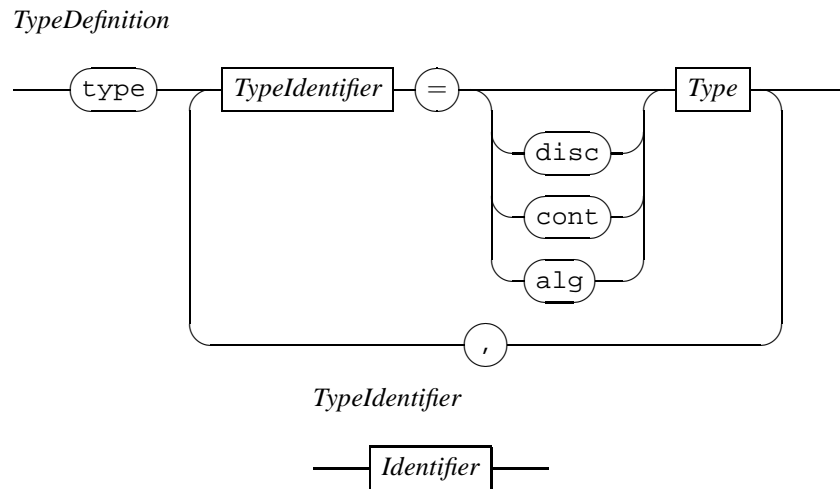 TypeDefinition
type TypeIdentifier = Type
disc
cont
alg
,
TypeIdentifier
Identifier